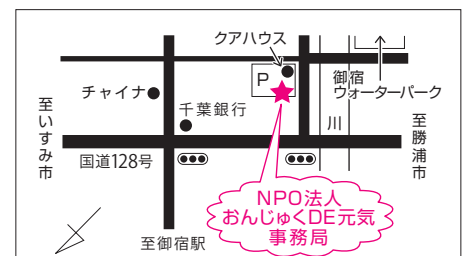 クアハウス
P
御宿
ウォーターパーク
チャイナ
千葉銀行
至いすみ市
川
至勝浦市
国道128号
NPO法人
おんじゅくDE元気
事務局
至御宿駅